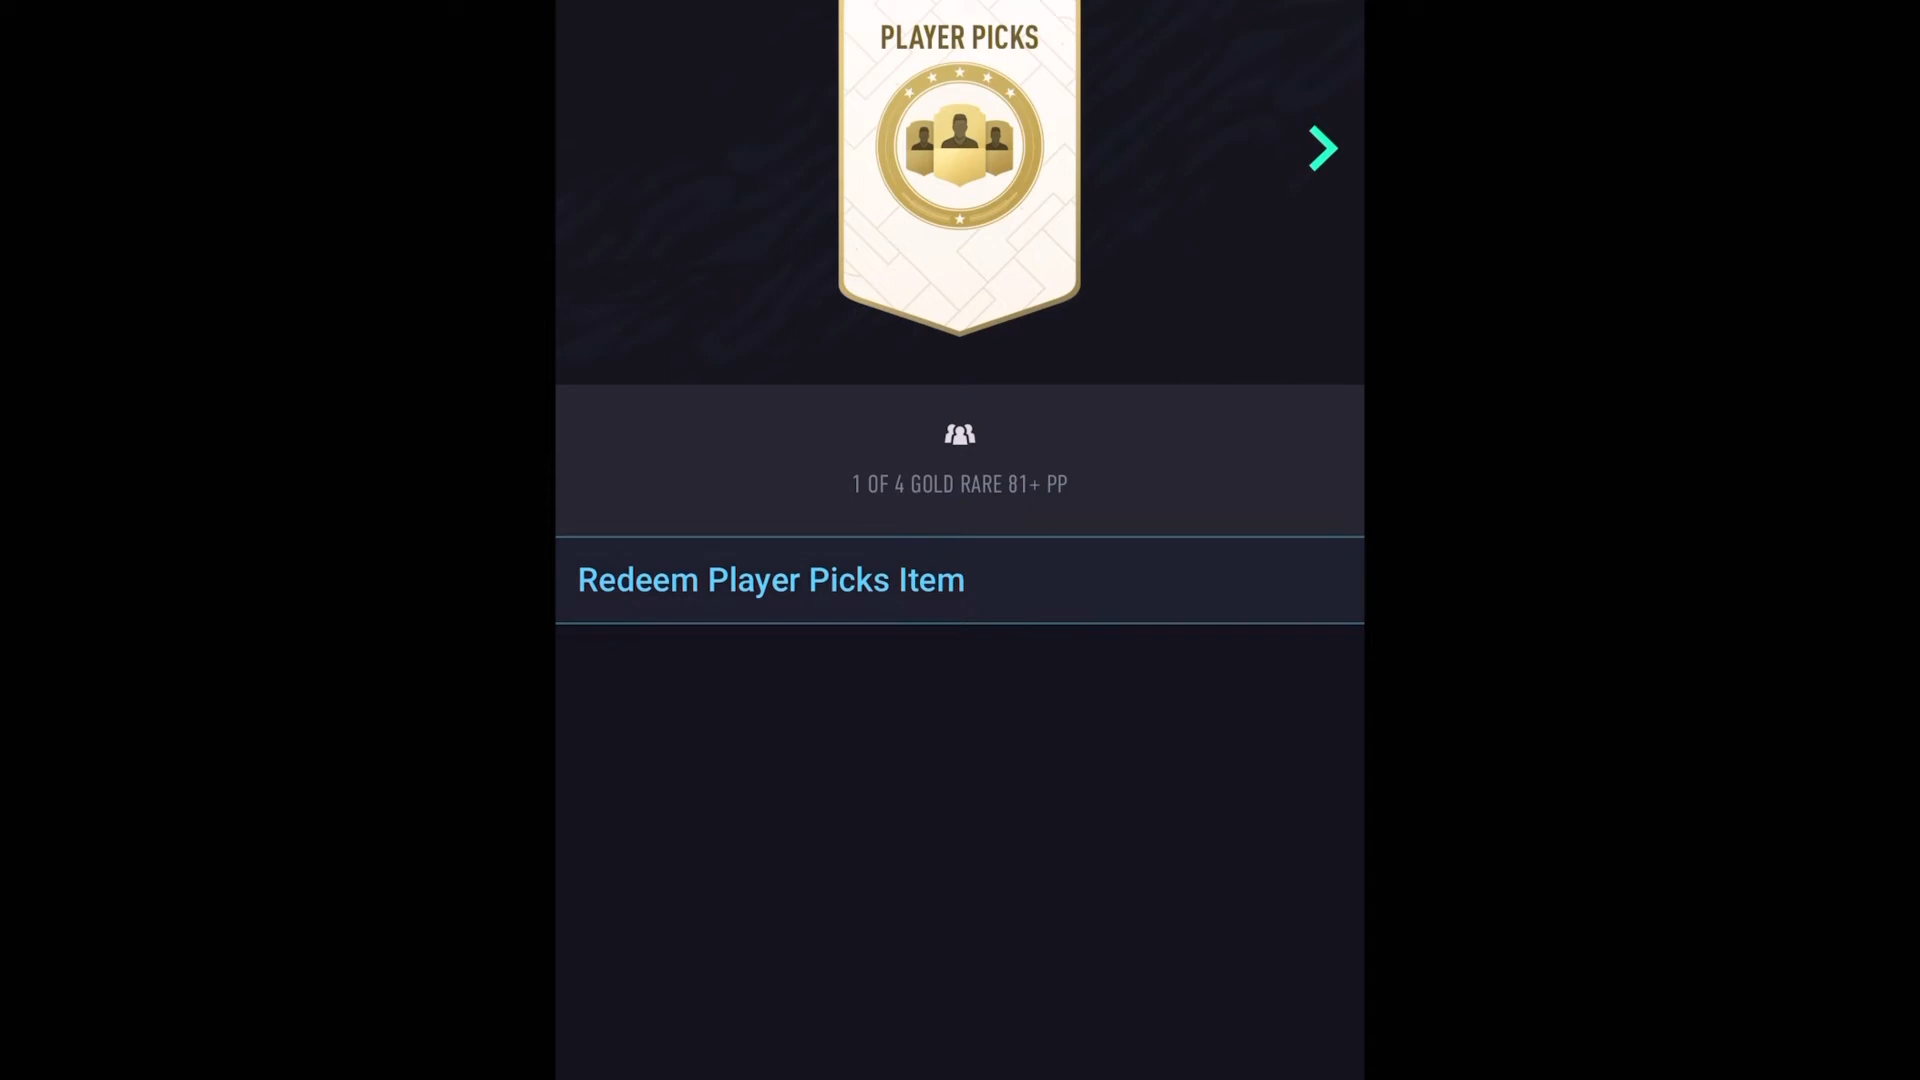 PLAYER PICKS
1 OF 4 GOLD RARE 81+ PP
Redeem Player Picks Item